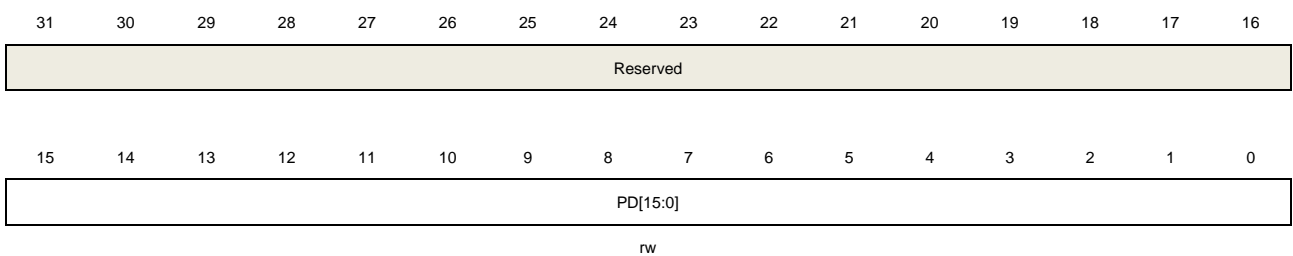 31 30 29 28 27 26 25 24 23 22 21 20 19 18 17 16
Reserved
15 14 13 12 11 10 9 8 7 6 5 4 3 2 1 0
PD[15:0]
rw